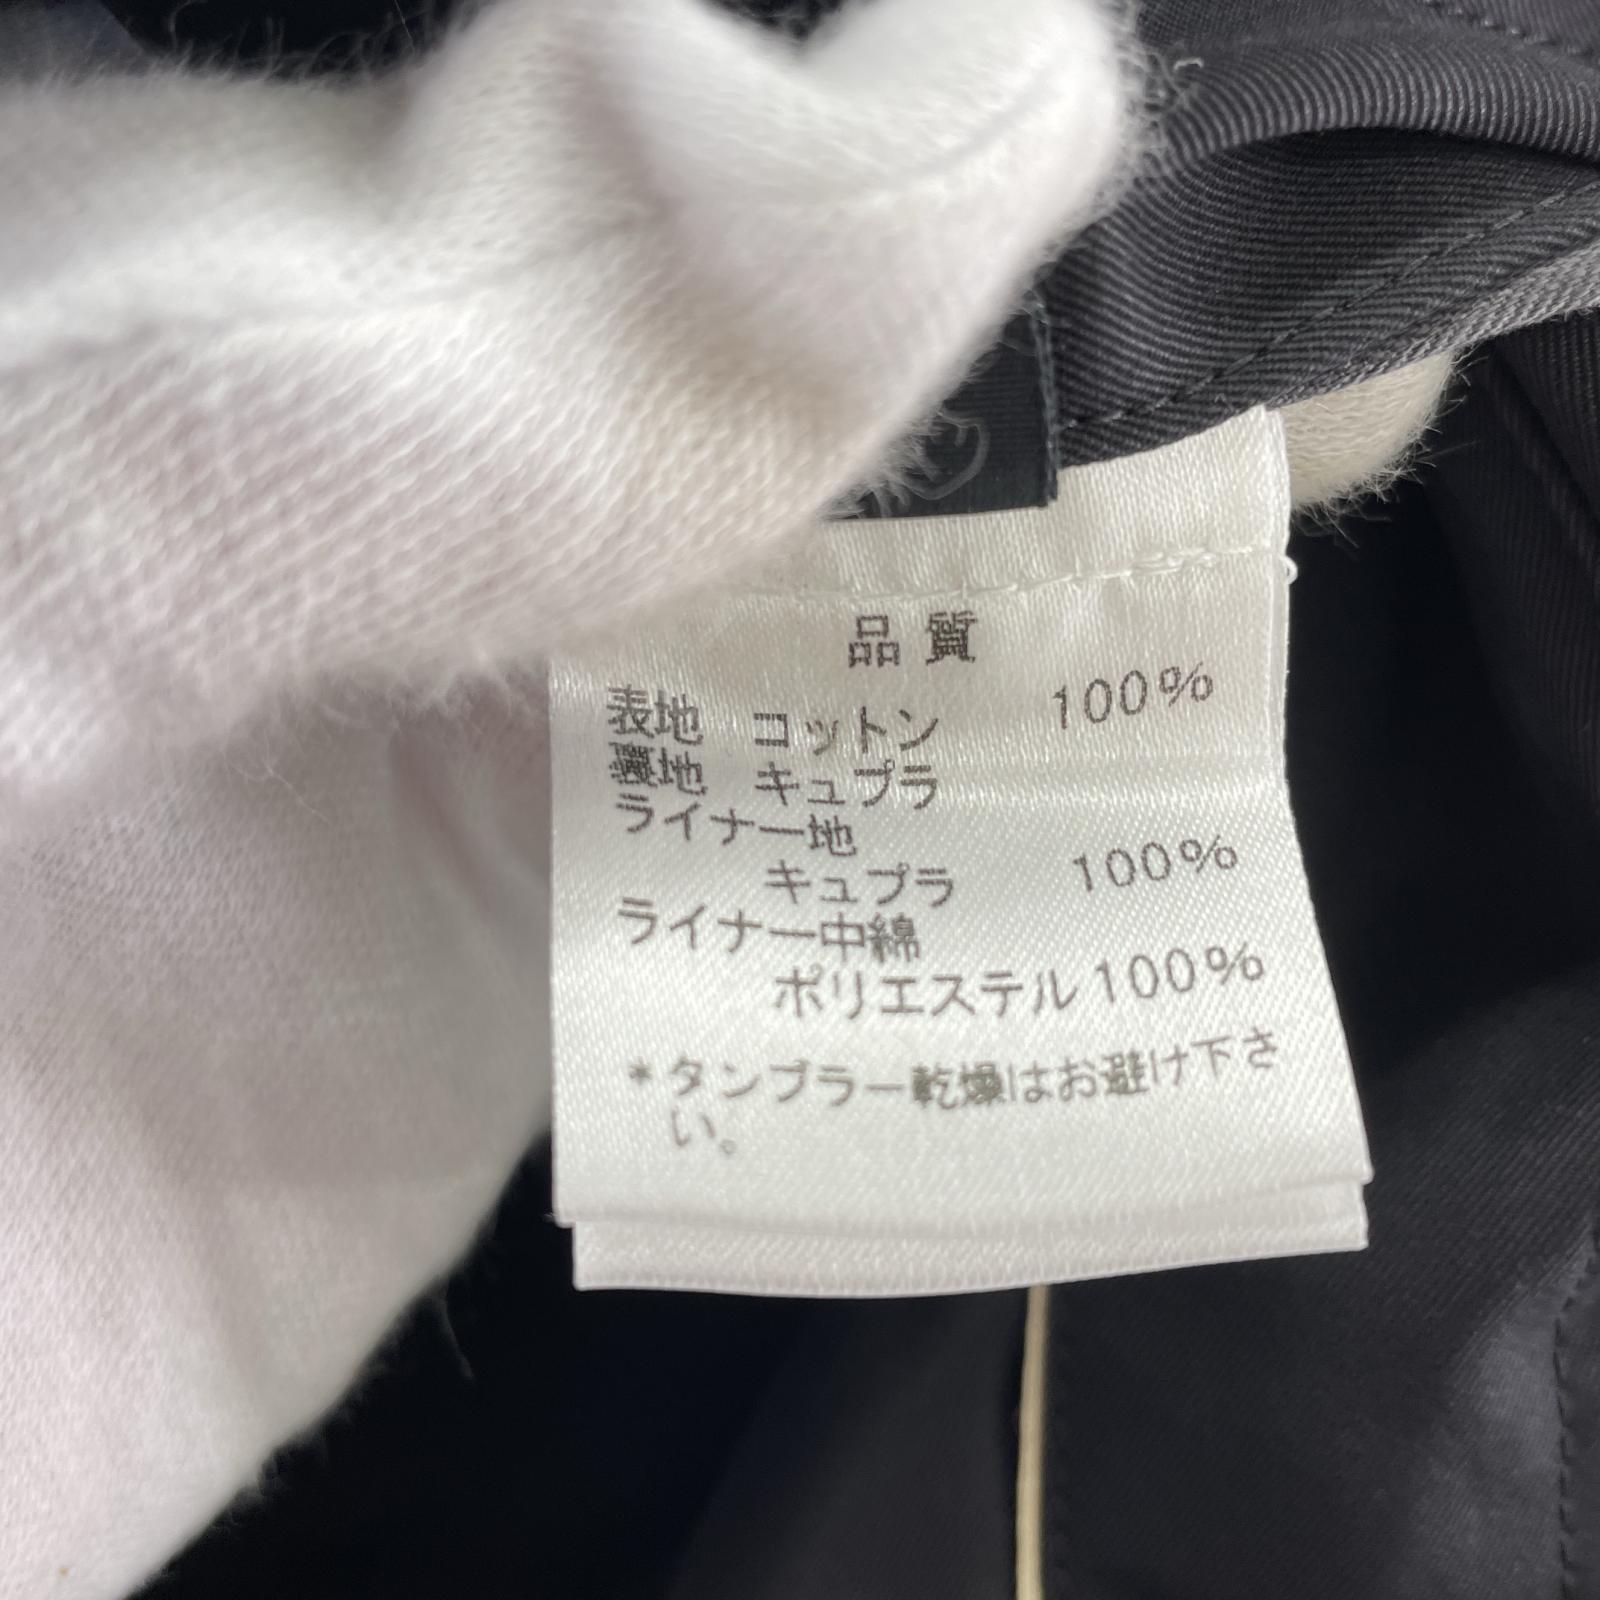 品質
表地 コットン 100%
裏地 キュプラ
ライナー地
キュプラ 100%
ライナー中綿
ポリエステル100%
*タンブラー乾燥はお避け下さ
い。